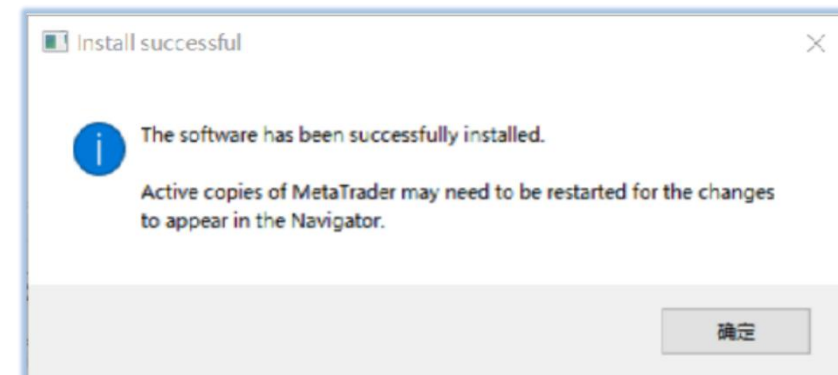 Install successful
The software has been successfully installed.
Active copies of MetaTrader may need to be restarted for the changes
to appear in the Navigator.
确定